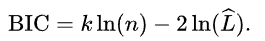 BIC = k ln(n) − 2 ln(L̂).